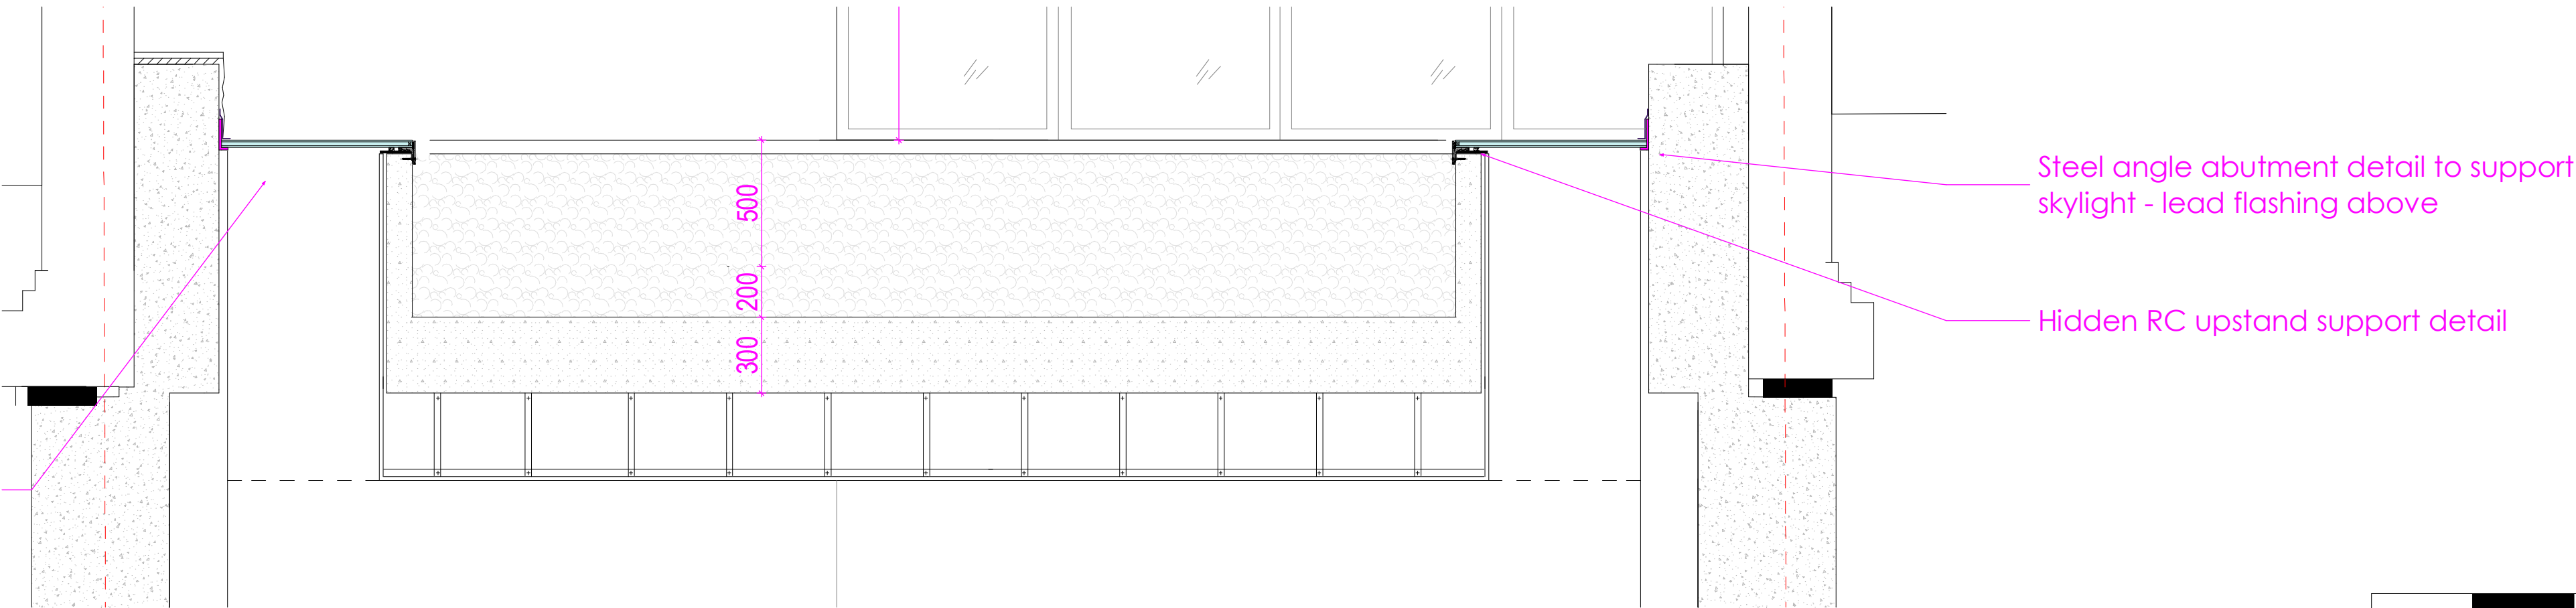 500
200
300
Steel angle abutment detail to support
skylight - lead flashing above
Hidden RC upstand support detail